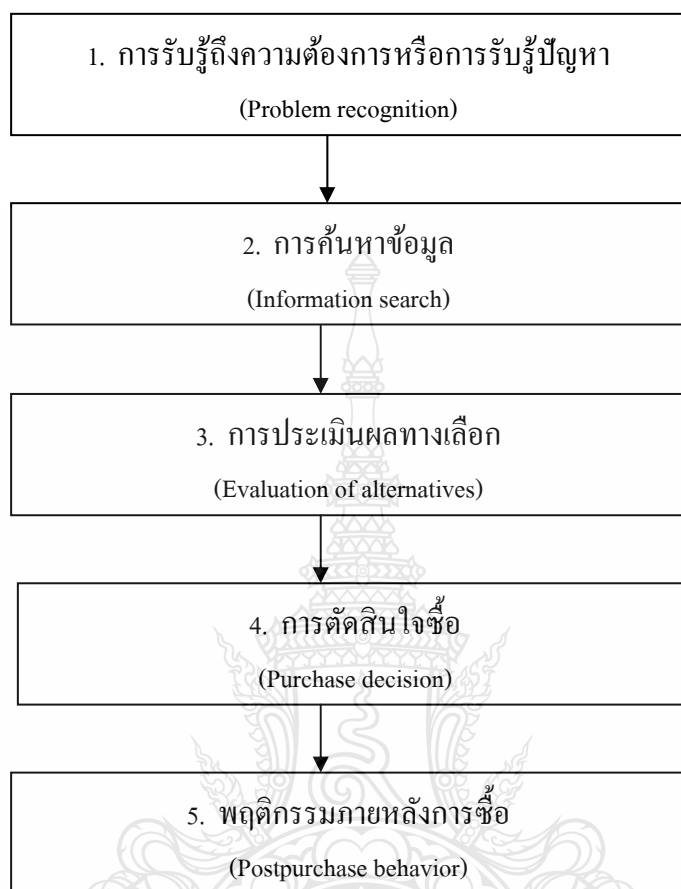 1. การรับรู้ถึงความต้องการหรือการรับรู้ปัญหา
(Problem recognition)
2. การค้นหาข้อมูล
(Information search)
3. การประเมินผลทางเลือก
(Evaluation of alternatives)
4. การตัดสินใจซื้อ
(Purchase decision)
5. พฤติกรรมภายหลังการซื้อ
(Postpurchase behavior)